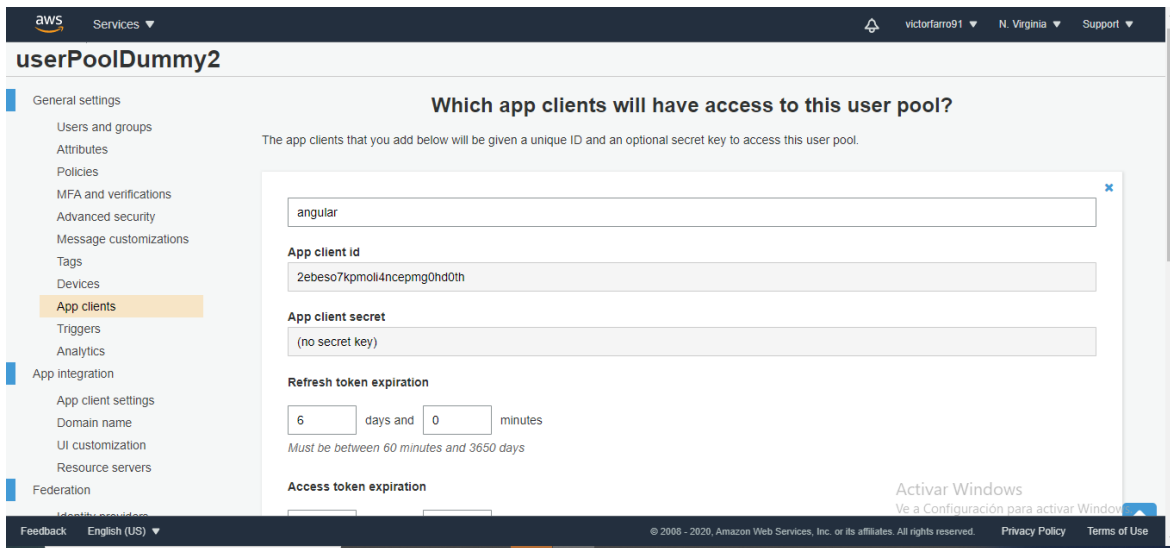 aws Services ▼ victorfarro91 ▼ N. Virginia ▼ Support ▼
userPoolDummy2
General settings
Users and groups
Attributes
Policies
MFA and verifications
Advanced security
Message customizations
Tags
Devices
App clients
Triggers
Analytics
App integration
App client settings
Domain name
UI customization
Resource servers
Federation
Identity providers
Which app clients will have access to this user pool?
The app clients that you add below will be given a unique ID and an optional secret key to access this user pool.
angular
App client id
2ebeso7kpmoli4ncepmg0hd0th
App client secret
(no secret key)
Refresh token expiration
6 days and 0 minutes
Must be between 60 minutes and 3650 days
Access token expiration
Activar Windows
Ve a Configuración para activar Windows.
Feedback English (US) ▼ © 2008 - 2020, Amazon Web Services, Inc. or its affiliates. All rights reserved. Privacy Policy Terms of Use